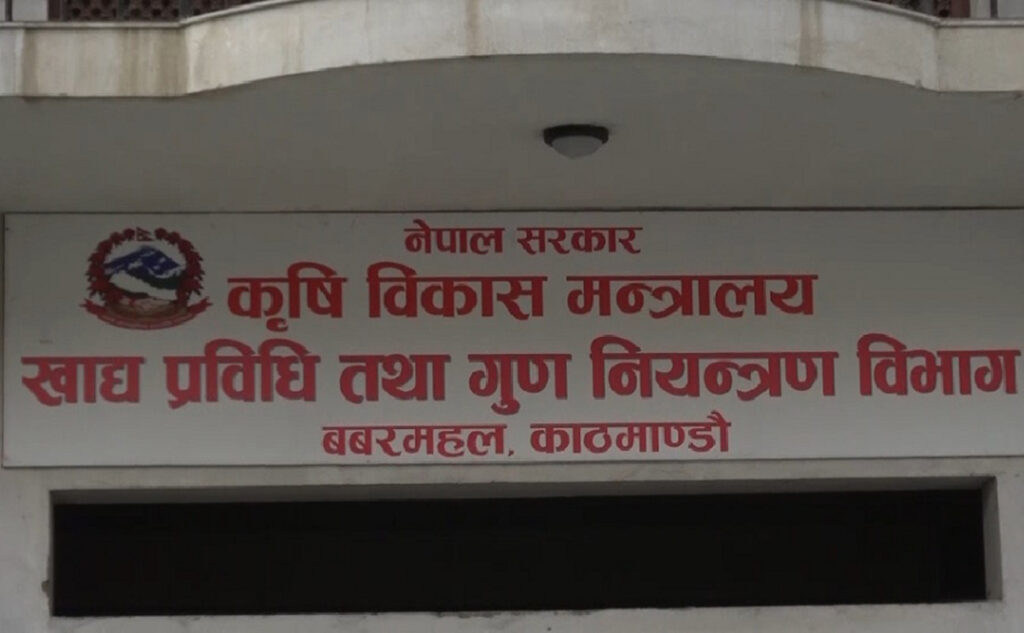 नेपाल सरकार
कृषि विकास मन्त्रालय
खाद्य प्रविधि तथा गुण नियन्त्रण विभाग
बबरमहल, काठमाण्डौ